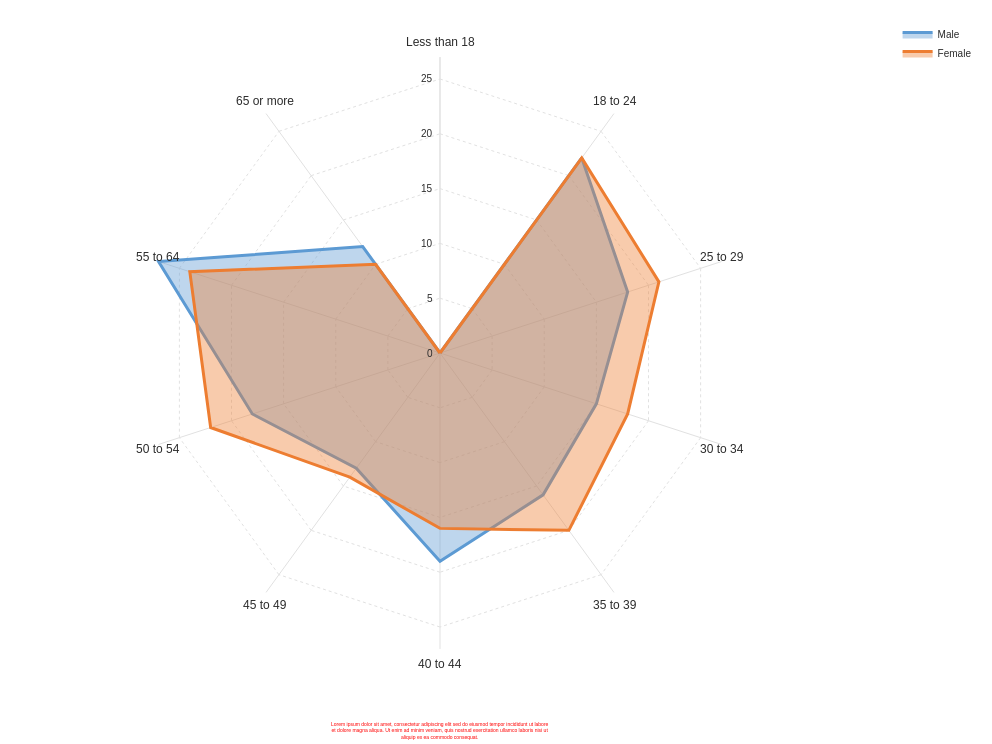 Less than 18
Male
Female
25
65 or more
18 to 24
20
15
10
55 to 64
25 to 29
5
0
50 to 54
30 to 34
45 to 49
35 to 39
40 to 44
Lorem ipsum dolor sit amet, consectetur adipiscing elit sed do eiusmod tempor incididunt ut labore
et dolore magna aliqua. Ut enim ad minim veniam, quis nostrud exercitation ullamco laboris nisi ut
aliquip ex ea commodo consequat.